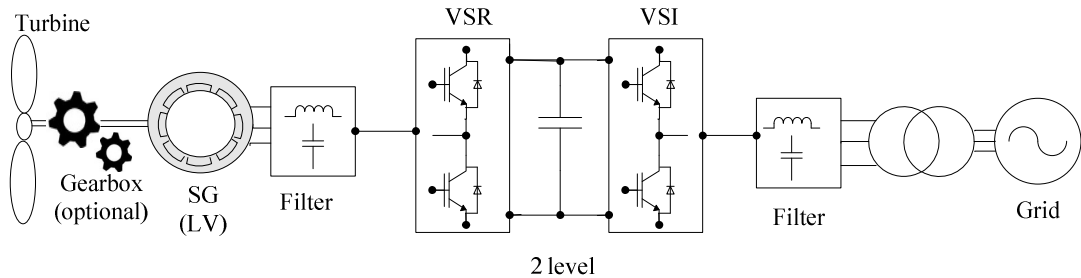 Turbine
VSR
VSI
Gearbox
(optional)
SG
(LV)
Filter
Filter
Grid
2 level